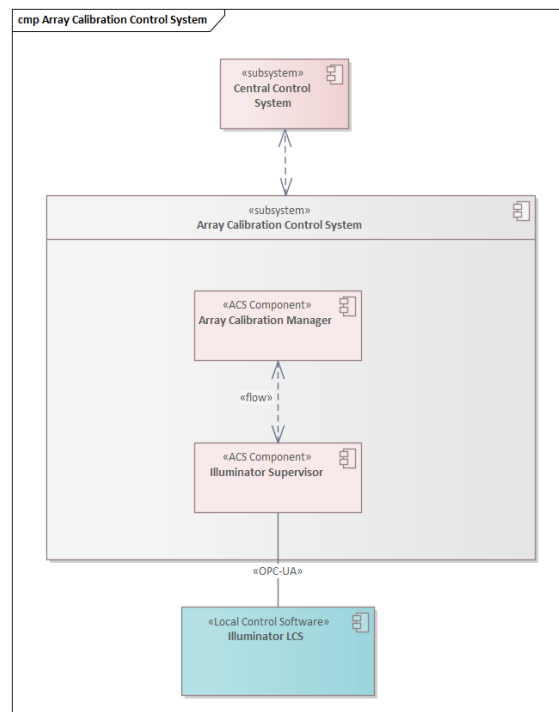 cmp Array Calibration Control System
«subsystem»
Central Control
System
«subsystem»
Array Calibration Control System
«ACS Component»
Array Calibration Manager
«flow»
«ACS Component»
Illuminator Supervisor
«OPC-UA»
«Local Control Software»
Illuminator LCS